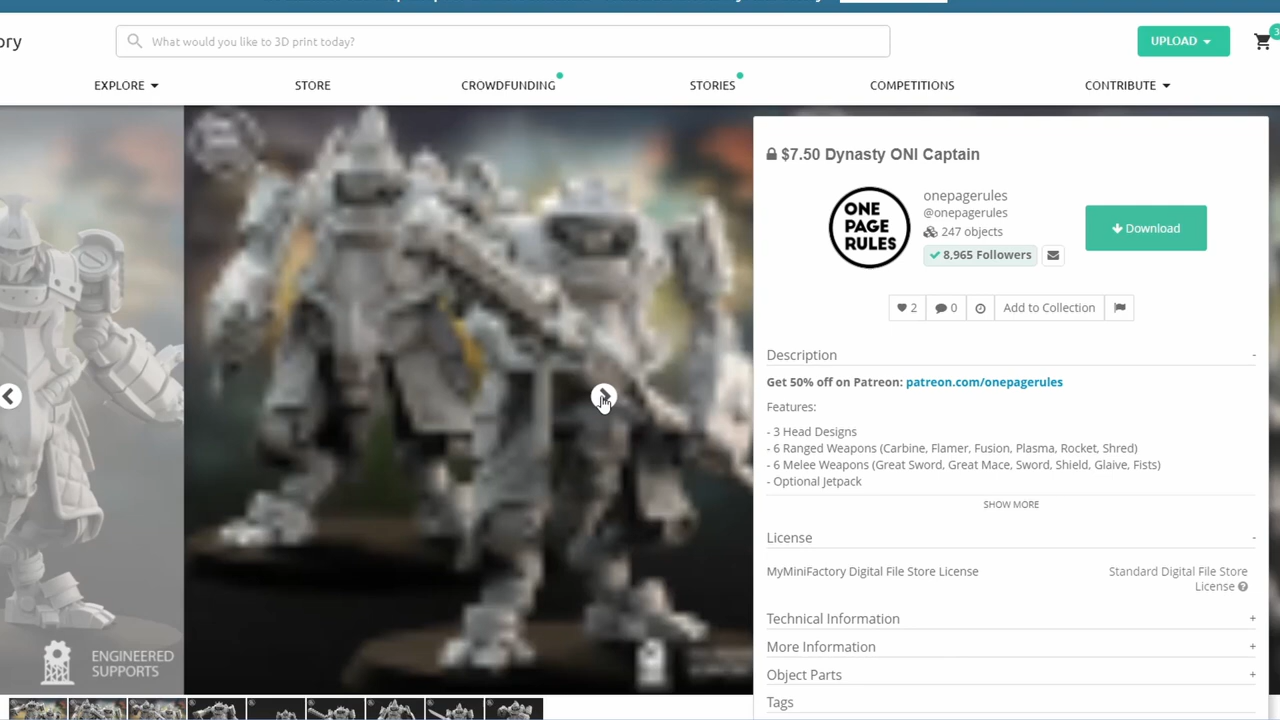 ory
What would you like to 3D print today?
UPLOAD
3
EXPLORE
STORE
CROWDFUNDING
STORIES
COMPETITIONS
CONTRIBUTE
$7.50 Dynasty ONI Captain
ONE
PAGE
RULES
onepagerules
@onepagerules
247 objects
8,965 Followers
Download
2
0
Add to Collection
Description
-
Get 50% off on Patreon: patreon.com/onepagerules
Features:
- 3 Head Designs
- 6 Ranged Weapons (Carbine, Flamer, Fusion, Plasma, Rocket, Shred)
- 6 Melee Weapons (Great Sword, Great Mace, Sword, Shield, Glaive, Fists)
- Optional Jetpack
SHOW MORE
License
-
MyMiniFactory Digital File Store License
Standard Digital File Store
License
Technical Information
+
More Information
+
Object Parts
+
Tags
ENGINEERED
SUPPORTS